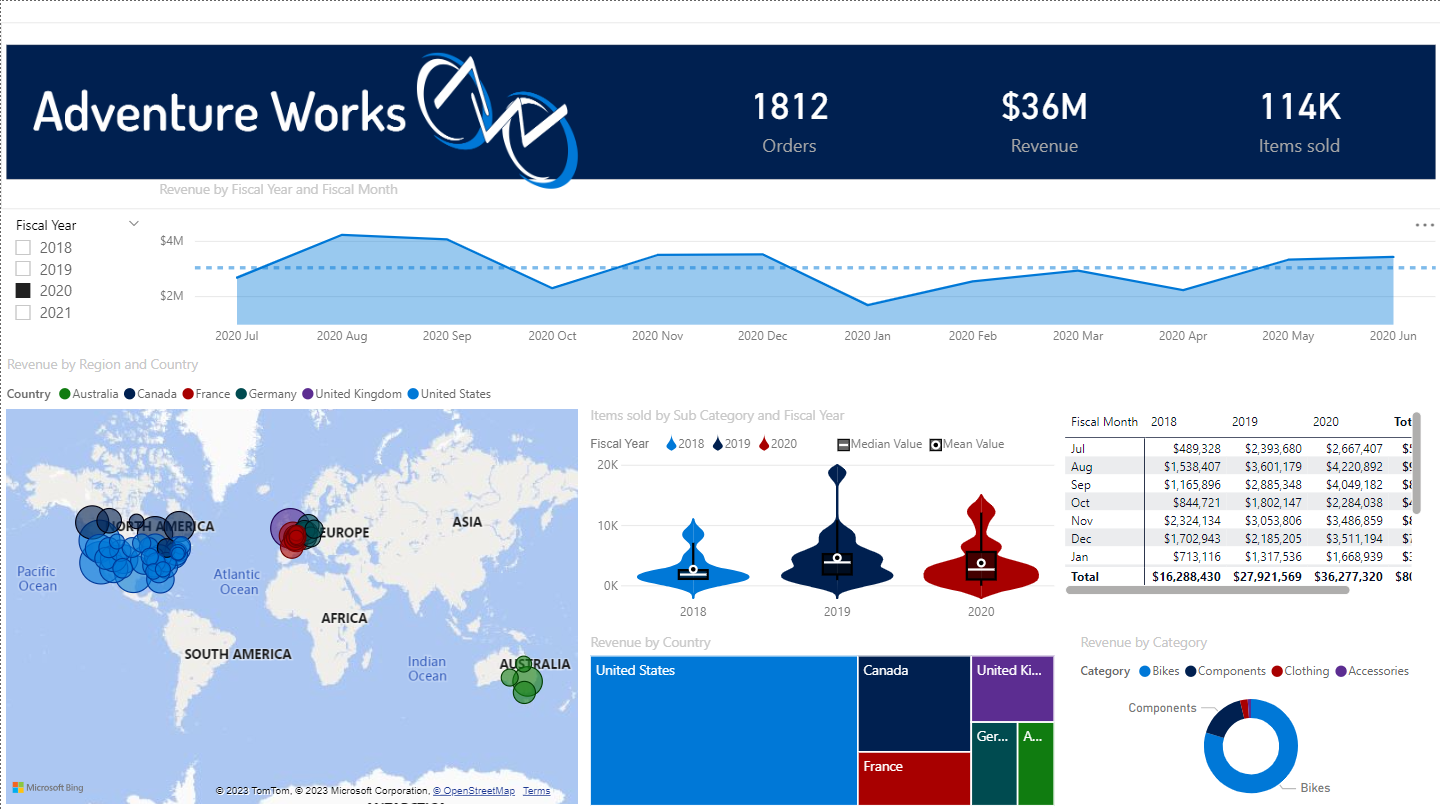 Adventure Works
1812
Orders
$36M
Revenue
114K
Items sold
Revenue by Fiscal Year and Fiscal Month
Fiscal Year
2018
2019
2020
2021
$4M
$2M
2020 Jul 2020 Aug 2020 Sep 2020 Oct 2020 Nov 2020 Dec 2020 Jan 2020 Feb 2020 Mar 2020 Apr 2020 May 2020 Jun
Revenue by Region and Country
Country Australia Canada France Germany United Kingdom United States
NORTH AMERICA
EUROPE
ASIA
Pacific
Ocean
Atlantic
Ocean
AFRICA
SOUTH AMERICA
Indian
Ocean
AUSTRALIA
Microsoft Bing
© 2023 TomTom, © 2023 Microsoft Corporation, © OpenStreetMap Terms
Items sold by Sub Category and Fiscal Year
Fiscal Year 2018 2019 2020 Median Value Mean Value
20K
10K
0K
2018 2019 2020
Fiscal Month 2018 2019 2020 Tot
Jul $489,328 $2,393,680 $2,667,407
Aug $1,538,407 $3,601,179 $4,220,892
Sep $1,165,896 $2,885,348 $4,049,182
Oct $844,721 $1,802,147 $2,284,038
Nov $2,324,134 $3,053,806 $3,486,859
Dec $1,702,943 $2,185,205 $3,511,194
Jan $713,116 $1,317,536 $1,668,939
Total $16,288,430 $27,921,569 $36,277,320 $80
Revenue by Country
United States
Canada
France
United Ki...
Ger...
A...
Revenue by Category
Category Bikes Components Clothing Accessories
Components
Bikes